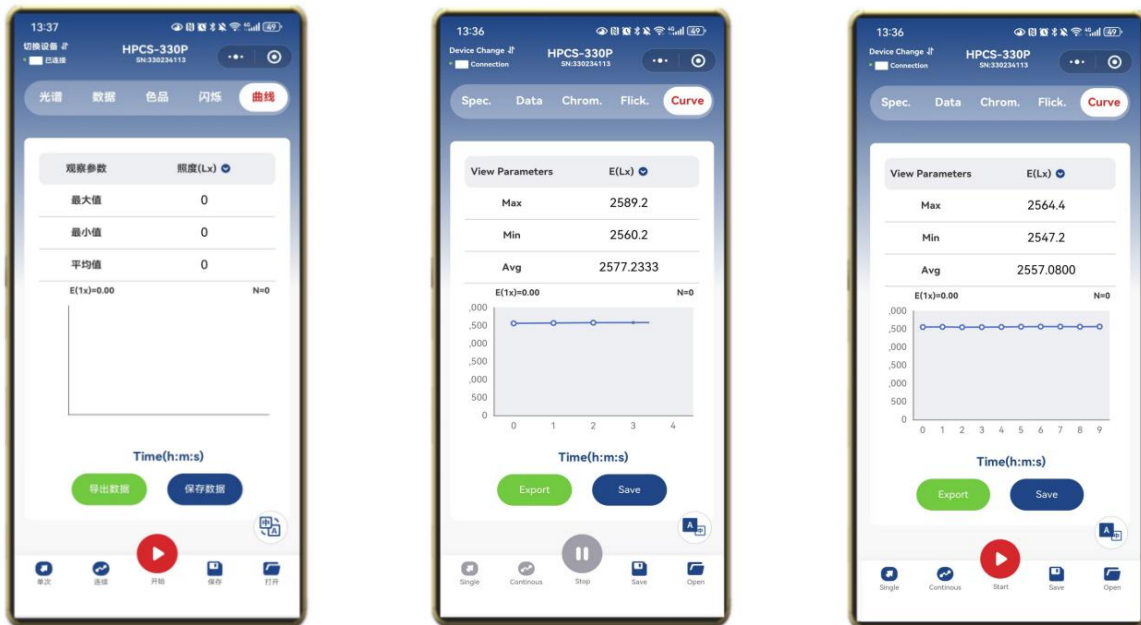 13:37
49
切换设备
HPCS-330P
已连接
SN:330234113
光谱 数据 色品 闪烁 曲线
观察参数 照度(Lx)
最大值 0
最小值 0
平均值 0
E(1x)=0.00 N=0
Time(h:m:s)
导出数据 保存数据
中 A
单次 连续 开始 保存 打开
13:36
49
Device Change
HPCS-330P
Connection
SN:330234113
Spec. Data Chrom. Flick. Curve
View Parameters E(Lx)
Max 2589.2
Min 2560.2
Avg 2577.2333
E(1x)=0.00 N=0
,000
,500
,000
,500
,000
500
0
0 1 2 3 4
Time(h:m:s)
Export Save
A 中
Single Continous Stop Save Open
13:36
49
Device Change
HPCS-330P
Connection
SN:330234113
Spec. Data Chrom. Flick. Curve
View Parameters E(Lx)
Max 2564.4
Min 2547.2
Avg 2557.0800
E(1x)=0.00 N=0
,000
,500
,000
,500
,000
500
0
0 1 2 3 4 5 6 7 8 9
Time(h:m:s)
Export Save
A 中
Single Continous Start Save Open